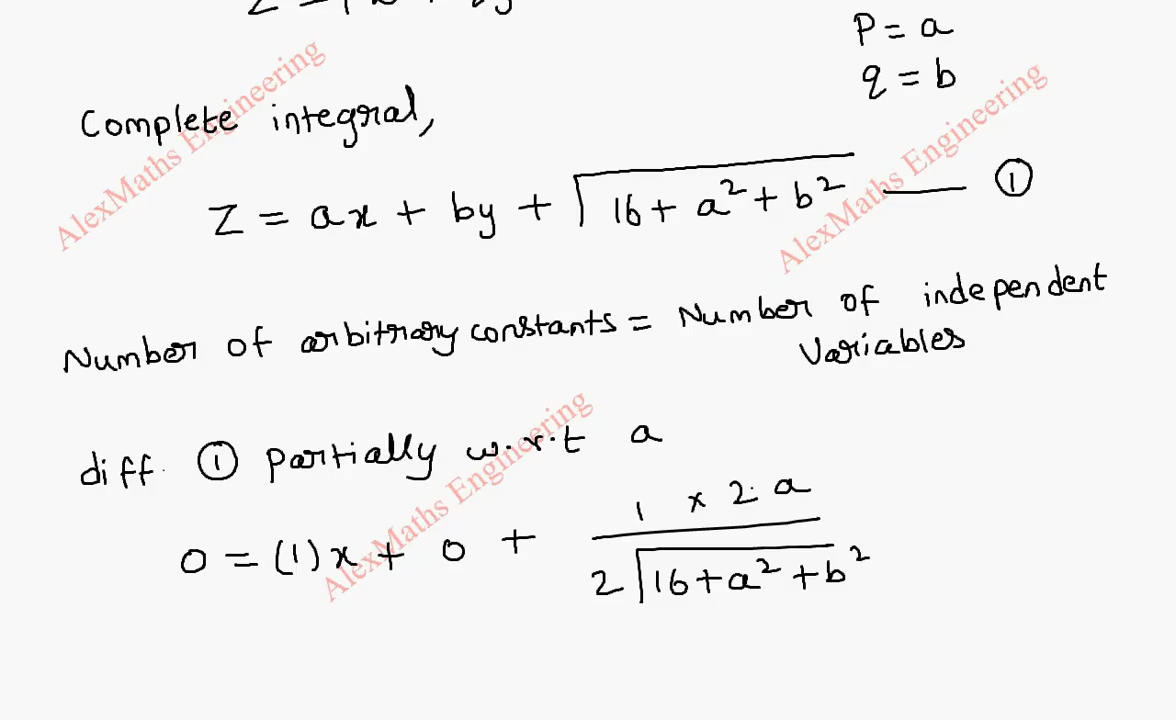 P = a
q = b
Complete integral,
Z = ax + by + √16 + a² + b² —— ①
Number of arbitrary constants = Number of independent
Variables
diff. ① partially w.r.t a
0 = (1)x + 0 + 1 × 2.a / 2√16+a²+b²
AlexMaths Engineering
AlexMaths Engineering
AlexMaths Engineering